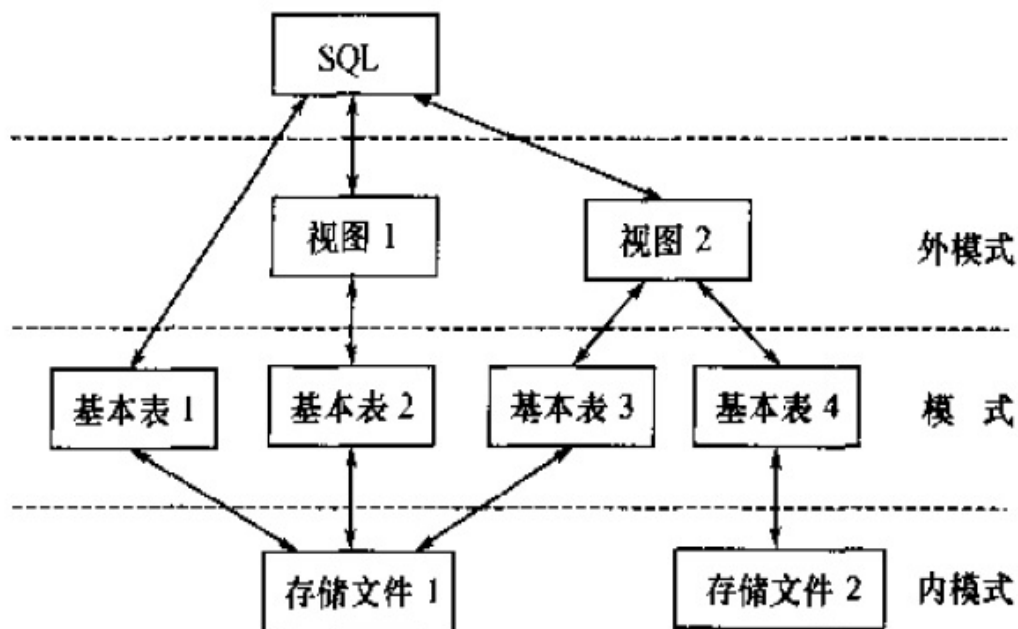 SQL
视图 1
视图 2
外模式
基本表 1
基本表 2
基本表 3
基本表 4
模 式
存储文件 1
存储文件 2
内模式